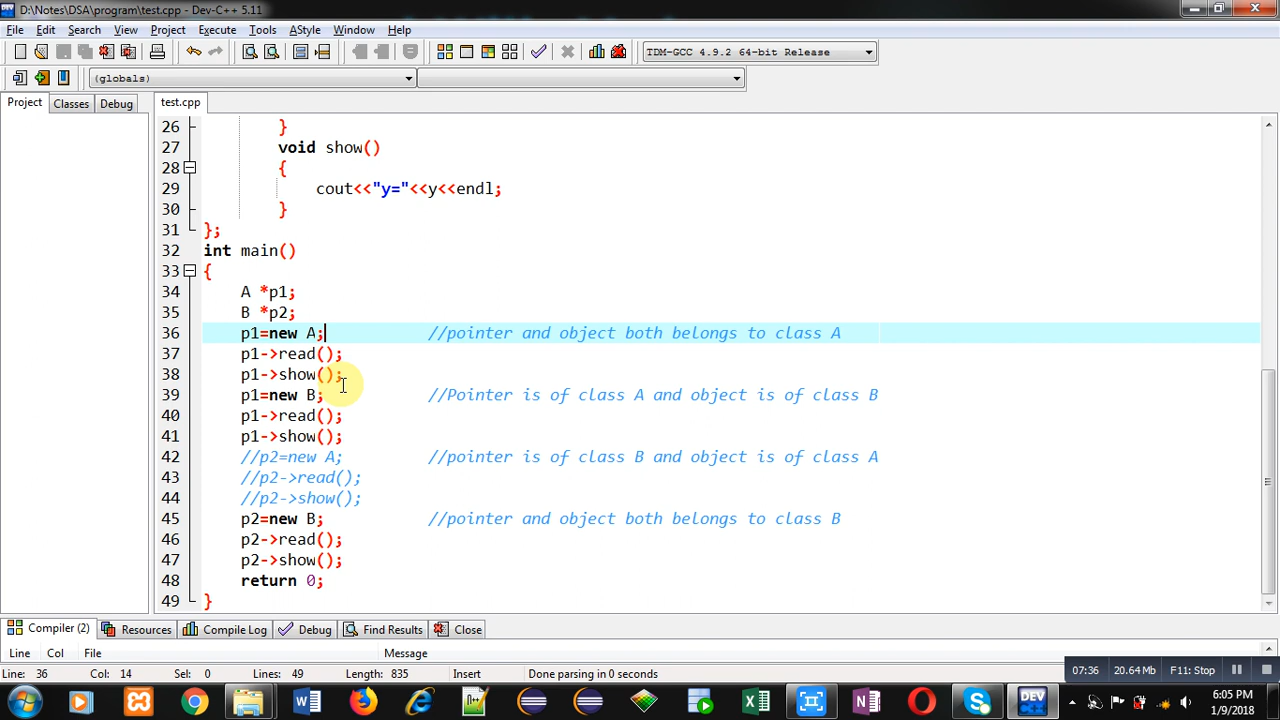 D:\Notes\DSA\program\test.cpp - Dev-C++ 5.11
File Edit Search View Project Execute Tools AStyle Window Help
TDM-GCC 4.9.2 64-bit Release
(globals)
Project Classes Debug test.cpp
26 }
27 void show()
28 {
29 cout<<"y="<<y<<endl;
30 }
31 };
32 int main()
33 {
34 A *p1;
35 B *p2;
36 p1=new A; //pointer and object both belongs to class A
37 p1->read();
38 p1->show();
39 p1=new B; //Pointer is of class A and object is of class B
40 p1->read();
41 p1->show();
42 //p2=new A; //pointer is of class B and object is of class A
43 //p2->read();
44 //p2->show();
45 p2=new B; //pointer and object both belongs to class B
46 p2->read();
47 p2->show();
48 return 0;
49 }
Compiler (2) Resources Compile Log Debug Find Results Close
Line Col File Message
Line: 36 Col: 14 Sel: 0 Lines: 49 Length: 835 Insert Done parsing in 0 seconds
07:36 20.64 Mb F11: Stop
DEV
6:05 PM
1/9/2018